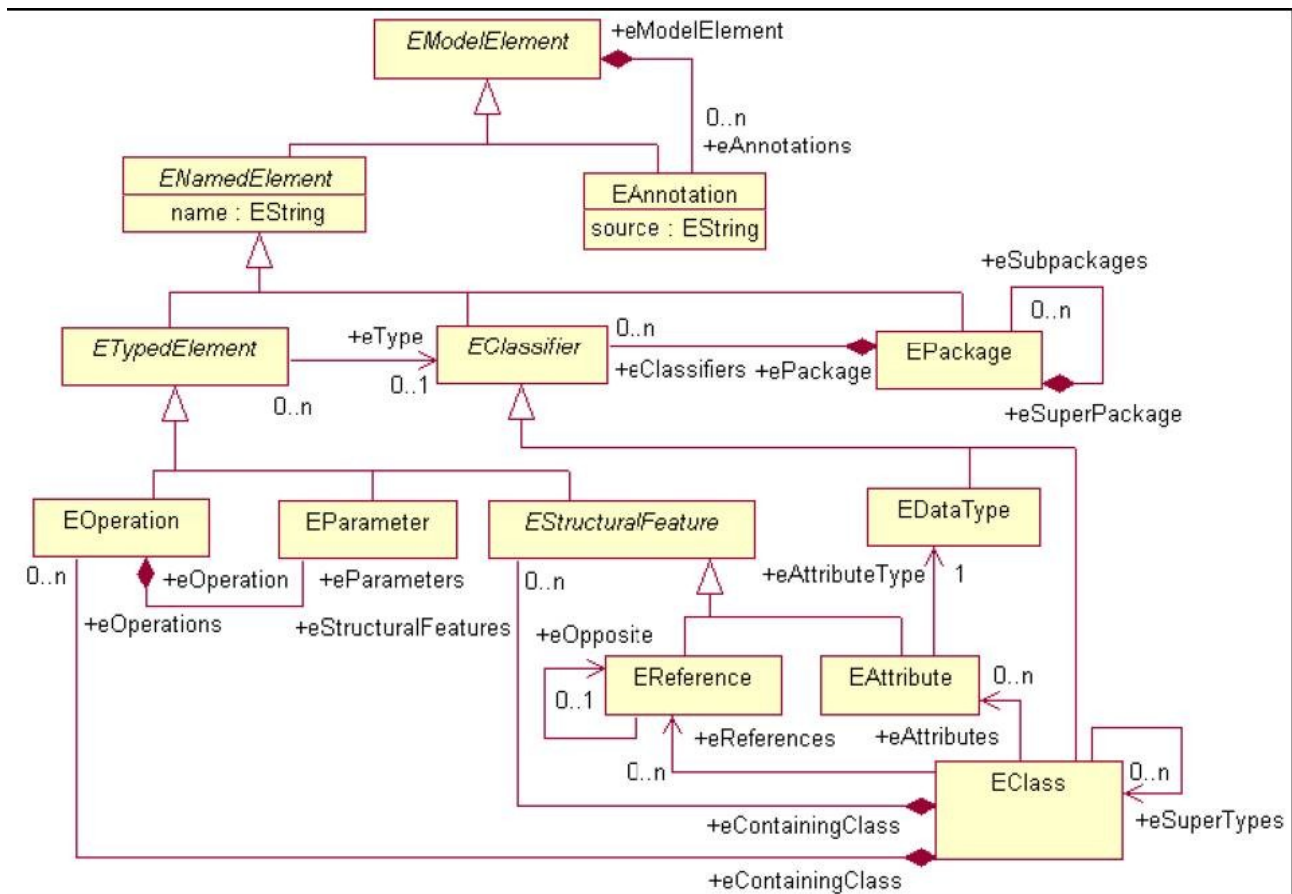 EModelElement
+eModelElement
0..n
+eAnnotations
ENamedElement
name : EString
EAnnotation
source : EString
+eSubpackages
0..n
ETypedElement
+eType
0..1
0..n
EClassifier
0..n
+eClassifiers
+ePackage
EPackage
+eSuperPackage
EOperation
EParameter
EStructuralFeature
EDataType
0..n
+eOperation
+eParameters
0..n
+eAttributeType
1
+eOperations
+eStructuralFeatures
+eOpposite
0..1
EReference
EAttribute
0..n
+eReferences
+eAttributes
0..n
EClass
0..n
+eContainingClass
+eSuperTypes
+eContainingClass